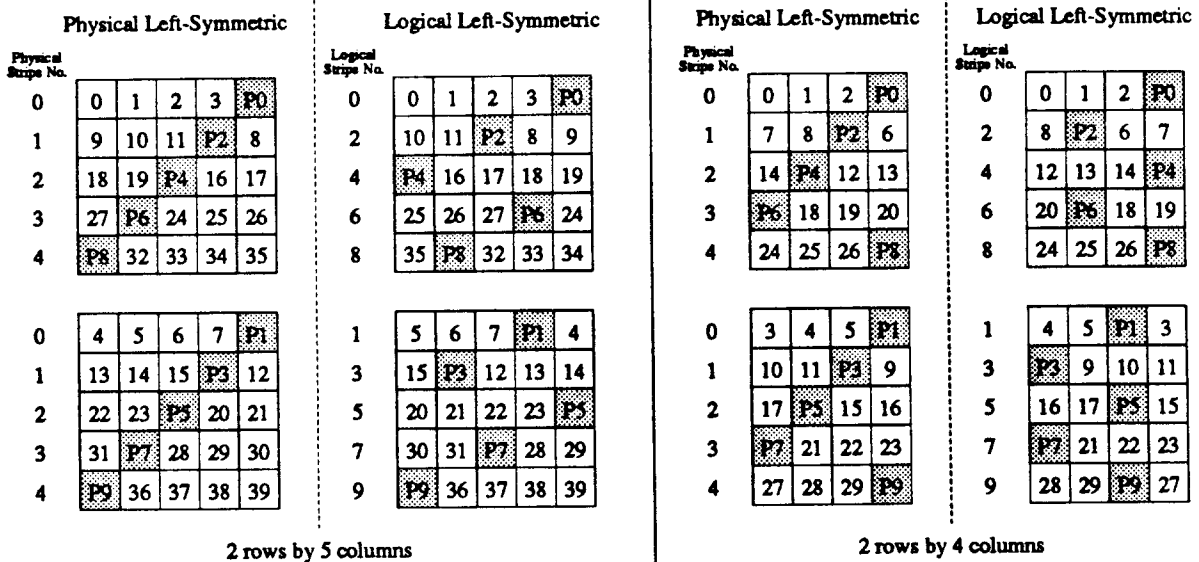 Physical Left-Symmetric Logical Left-Symmetric Physical Left-Symmetric Logical Left-Symmetric
Physical Stripe No. Logical Stripe No. Physical Stripe No. Logical Stripe No.
0 0 1 2 3 P0 0 0 1 2 3 P0 0 0 1 2 P0 0 0 1 2 P0
1 9 10 11 P2 8 2 10 11 P2 8 9 1 7 8 P2 6 2 8 P2 6 7
2 18 19 P4 16 17 4 P4 16 17 18 19 2 14 P4 12 13 4 12 13 14 P4
3 27 P6 24 25 26 6 25 26 27 P6 24 3 P6 18 19 20 6 20 P6 18 19
4 P8 32 33 34 35 8 35 P8 32 33 34 4 24 25 26 P8 8 24 25 26 P8
0 4 5 6 7 P1 1 5 6 7 P1 4 0 3 4 5 P1 1 4 5 P1 3
1 13 14 15 P3 12 3 15 P3 12 13 14 1 10 11 P3 9 3 P3 9 10 11
2 22 23 P5 20 21 5 20 21 22 23 P5 2 17 P5 15 16 5 16 17 P5 15
3 31 P7 28 29 30 7 30 31 P7 28 29 3 P7 21 22 23 7 P7 21 22 23
4 P9 36 37 38 39 9 P9 36 37 38 39 4 27 28 29 P9 9 28 29 P9 27
2 rows by 5 columns 2 rows by 4 columns